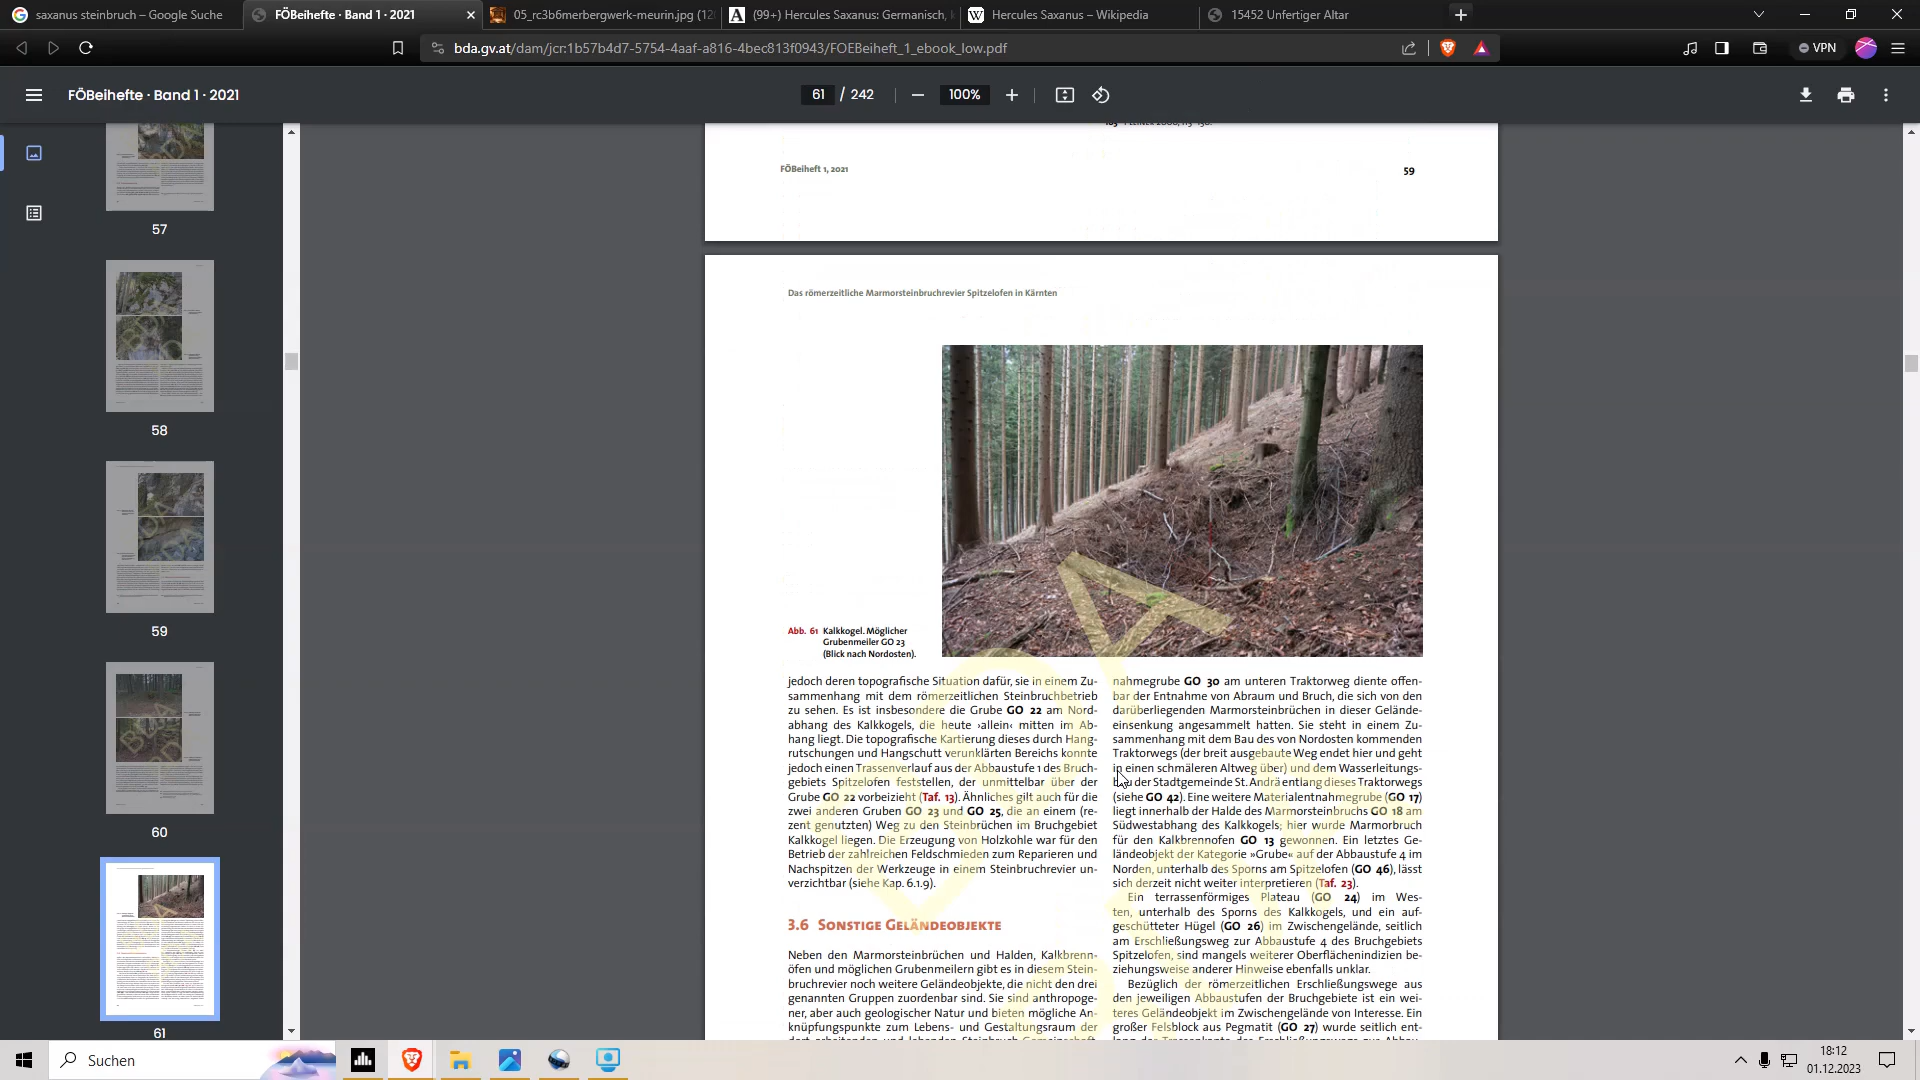 saxanus steinbruch – Google Suche
FÖBeihefte · Band 1 · 2021
05_rc3b6merbergwerk-meurin.jpg (12
(99+) Hercules Saxanus: Germanisch,
Hercules Saxanus – Wikipedia
15452 Unfertiger Altar
bda.gv.at/dam/jcr:1b57b4d7-5754-4aaf-a816-4bec813f0943/FOEBeiheft_1_ebook_low.pdf
VPN
FÖBeihefte · Band 1 · 2021
61 / 242
100%
57
58
59
60
61
FÖBeiheft 1, 2021
59
Das römerzeitliche Marmorsteinbruchrevier Spitzelofen in Kärnten
Abb. 61 Kalkkogel. Möglicher
Grubenmeiler GO 23
(Blick nach Nordosten).
jedoch deren topografische Situation dafür, sie in einem Zu-
sammenhang mit dem römerzeitlichen Steinbruchbetrieb
zu sehen. Es ist insbesondere die Grube GO 22 am Nord-
abhang des Kalkkogels, die heute ›allein‹ mitten im Ab-
hang liegt. Die topografische Kartierung dieses durch Hang-
rutschungen und Hangschutt verunklärten Bereichs konnte
jedoch einen Trassenverlauf aus der Abbaustufe 1 des Bruch-
gebiets Spitzelofen feststellen, der unmittelbar über der
Grube GO 22 vorbeizieht (Taf. 13). Ähnliches gilt auch für die
zwei anderen Gruben GO 23 und GO 25, die an einem (re-
zent genutzten) Weg zu den Steinbrüchen im Bruchgebiet
Kalkkogel liegen. Die Erzeugung von Holzkohle war für den
Betrieb der zahlreichen Feldschmieden zum Reparieren und
Nachspitzen der Werkzeuge in einem Steinbruchrevier un-
verzichtbar (siehe Kap. 6.1.9).
3.6 Sonstige Geländeobjekte
Neben den Marmorsteinbrüchen und Halden, Kalkbrenn-
öfen und möglichen Grubenmeilern gibt es in diesem Stein-
bruchrevier noch weitere Geländeobjekte, die nicht den drei
genannten Gruppen zuordenbar sind. Sie sind anthropoge-
ner, aber auch geologischer Natur und bieten mögliche An-
knüpfungspunkte zum Lebens- und Gestaltungsraum der
dort arbeitenden und lebenden Steinbruch-Gemeinschaft.
nahmegrube GO 30 am unteren Traktorweg diente offen-
bar der Entnahme von Abraum und Bruch, die sich von den
darüberliegenden Marmorsteinbrüchen in dieser Gelände-
einsenkung angesammelt hatten. Sie steht in einem Zu-
sammenhang mit dem Bau des von Nordosten kommenden
Traktorwegs (der breit ausgebaute Weg endet hier und geht
in einen schmäleren Altweg über) und dem Wasserleitungs-
bau der Stadtgemeinde St. Andrä entlang dieses Traktorwegs
(siehe GO 42). Eine weitere Materialentnahmegrube (GO 17)
liegt innerhalb der Halde des Marmorsteinbruchs GO 18 am
Südwestabhang des Kalkkogels; hier wurde Marmorbruch
für den Kalkbrennofen GO 13 gewonnen. Ein letztes Ge-
ländeobjekt der Kategorie »Grube« auf der Abbaustufe 4 im
Norden, unterhalb des Sporns am Spitzelofen (GO 46), lässt
sich derzeit nicht weiter interpretieren (Taf. 23).
Ein terrassenförmiges Plateau (GO 24) im Wes-
ten, unterhalb des Sporns des Kalkkogels, und ein auf-
geschütteter Hügel (GO 26) im Zwischengelände, seitlich
am Erschließungsweg zur Abbaustufe 4 des Bruchgebiets
Spitzelofen, sind mangels weiterer Oberflächenindizien be-
ziehungsweise anderer Hinweise ebenfalls unklar.
Bezüglich der römerzeitlichen Erschließungswege aus
den jeweiligen Abbaustufen der Bruchgebiete ist ein wei-
teres Geländeobjekt im Zwischengelände von Interesse. Ein
großer Felsblock aus Pegmatit (GO 27) wurde seitlich ent-
BDA
Suchen
18:12
01.12.2023